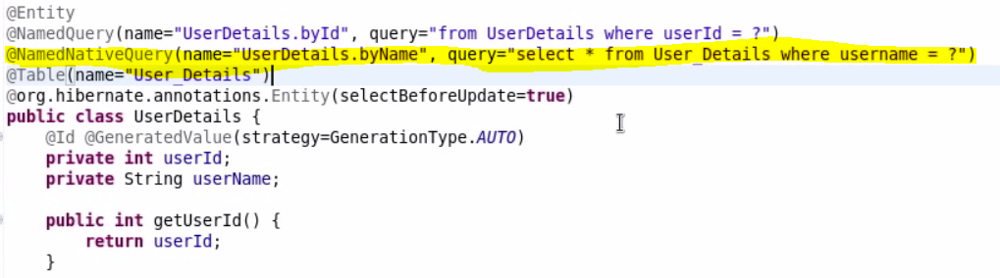 @Entity
@NamedQuery(name="UserDetails.byId", query="from UserDetails where userId = ?")
@NamedNativeQuery(name="UserDetails.byName", query="select * from User_Details where username = ?")
@Table(name="User_Details")
@org.hibernate.annotations.Entity(selectBeforeUpdate=true)
public class UserDetails {
    @Id @GeneratedValue(strategy=GenerationType.AUTO)
    private int userId;
    private String userName;

    public int getUserId() {
        return userId;
    }